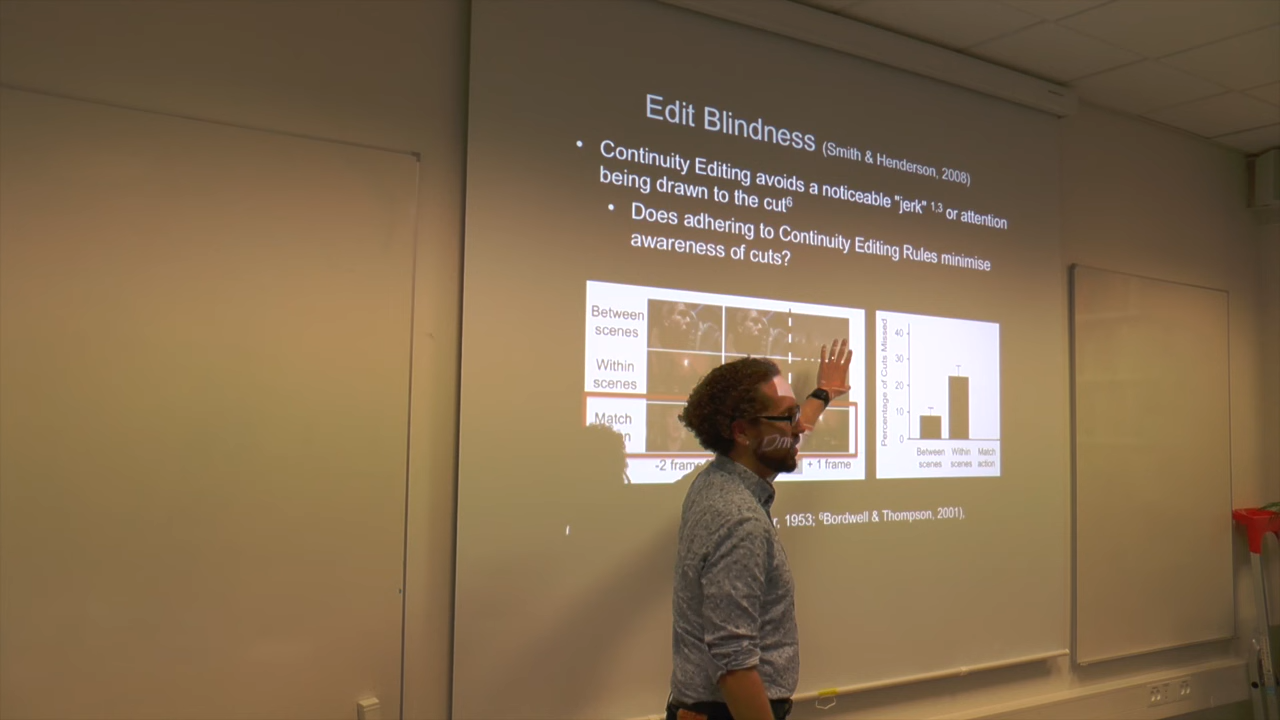 Edit Blindness (Smith & Henderson, 2008)
• Continuity Editing avoids a noticeable "jerk" 1,3 or attention
being drawn to the cut6
• Does adhering to Continuity Editing Rules minimise
awareness of cuts?
Between
scenes
Within
scenes
Match
-2 frame
+ 1 frame
Percentage of Cuts Missed
40
30
20
10
0
Between
scenes
Within
scenes
Match
action
1953; 6Bordwell & Thompson, 2001).